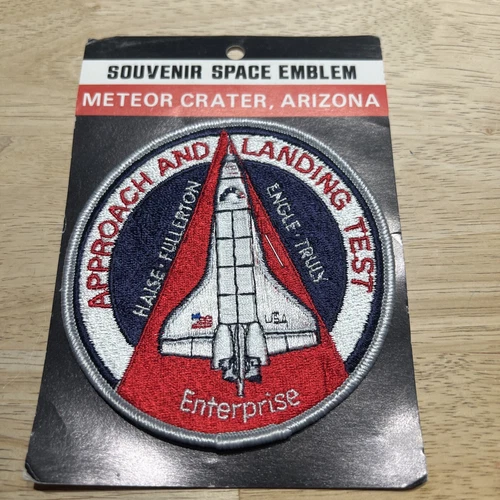 SOUVENIR SPACE EMBLEM
METEOR CRATER, ARIZONA
APPROACH AND LANDING TEST
HAISE·FULLERTON
ENGLE·TRULY
USA
Enterprise